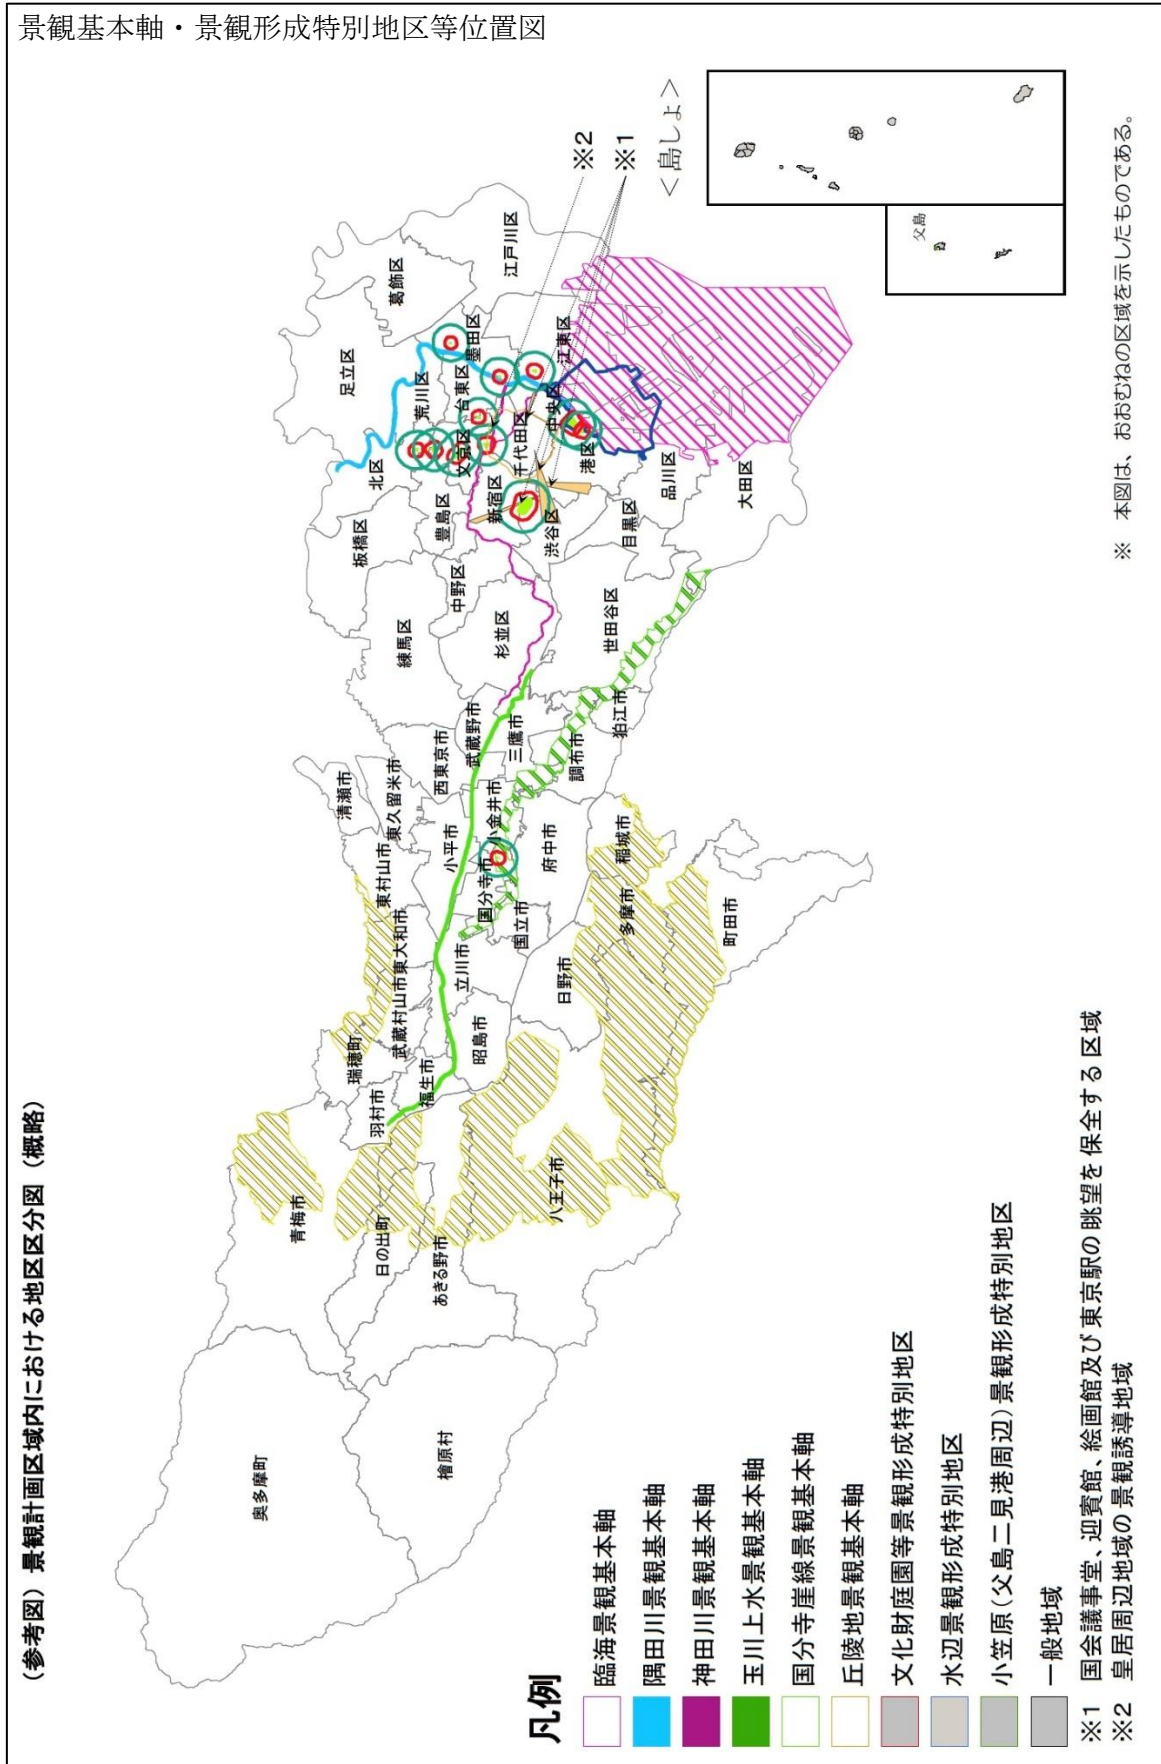 景観基本軸・景観形成特別地区等位置図
(参考図) 景観計画区域内における地区区分図 (概略)
奥多摩町
檜原村
青梅市
日の出町
あきる野市
八王子市
羽村市
瑞穂町
福生市
武蔵村山市
東大和市
昭島市
立川市
日野市
東村山市
国分寺市
国立市
多摩市
町田市
清瀬市
東久留米市
小平市
小金井市
府中市
稲城市
西東京市
武蔵野市
三鷹市
調布市
狛江市
練馬区
杉並区
世田谷区
板橋区
中野区
豊島区
新宿区
渋谷区
目黒区
品川区
大田区
北区
文京区
千代田区
港区
足立区
荒川区
台東区
中央区
葛飾区
墨田区
江東区
江戸川区
※2
※1
<島しょ>
父島
凡例
臨海景観基本軸
隅田川景観基本軸
神田川景観基本軸
玉川上水景観基本軸
国分寺崖線景観基本軸
丘陵地景観基本軸
文化財庭園等景観形成特別地区
水辺景観形成特別地区
小笠原(父島二見港周辺)景観形成特別地区
一般地域
※1 国会議事堂、迎賓館、絵画館及び東京駅の眺望を保全する区域
※2 皇居周辺地域の景観誘導地域
※ 本図は、おおむねの区域を示したものである。